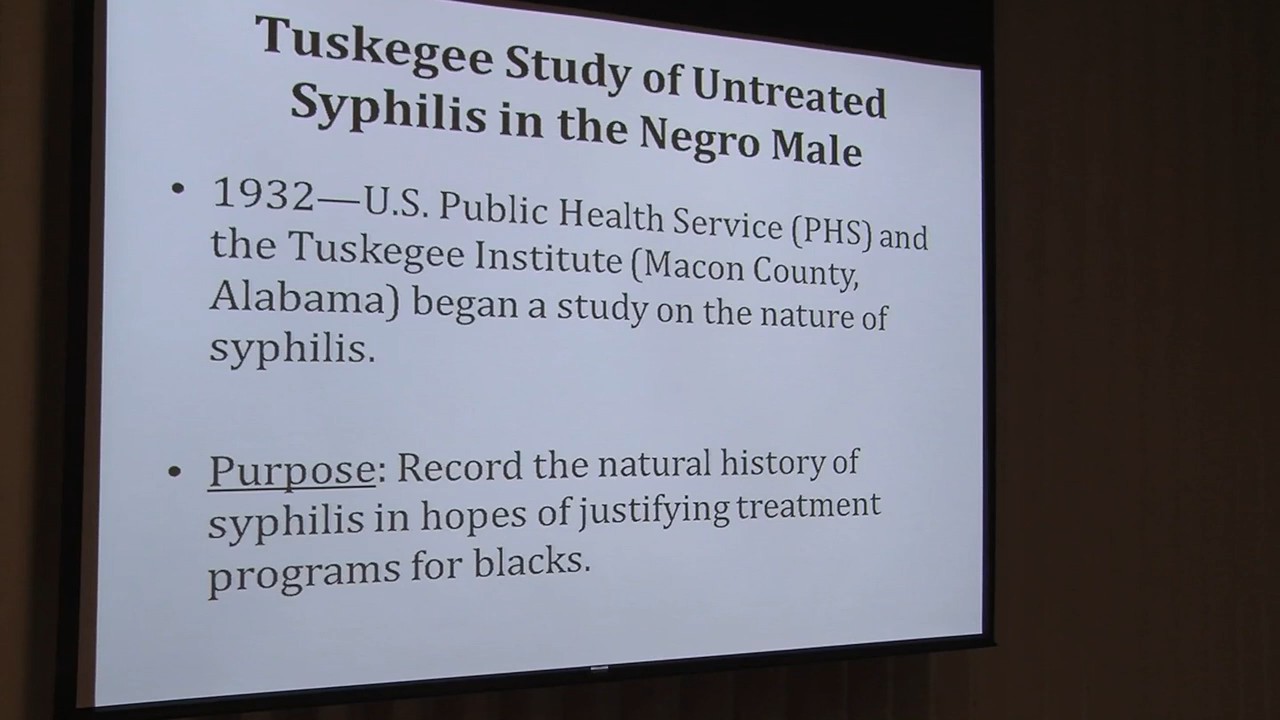 Tuskegee Study of Untreated
Syphilis in the Negro Male
• 1932—U.S. Public Health Service (PHS) and
the Tuskegee Institute (Macon County,
Alabama) began a study on the nature of
syphilis.
• Purpose: Record the natural history of
syphilis in hopes of justifying treatment
programs for blacks.